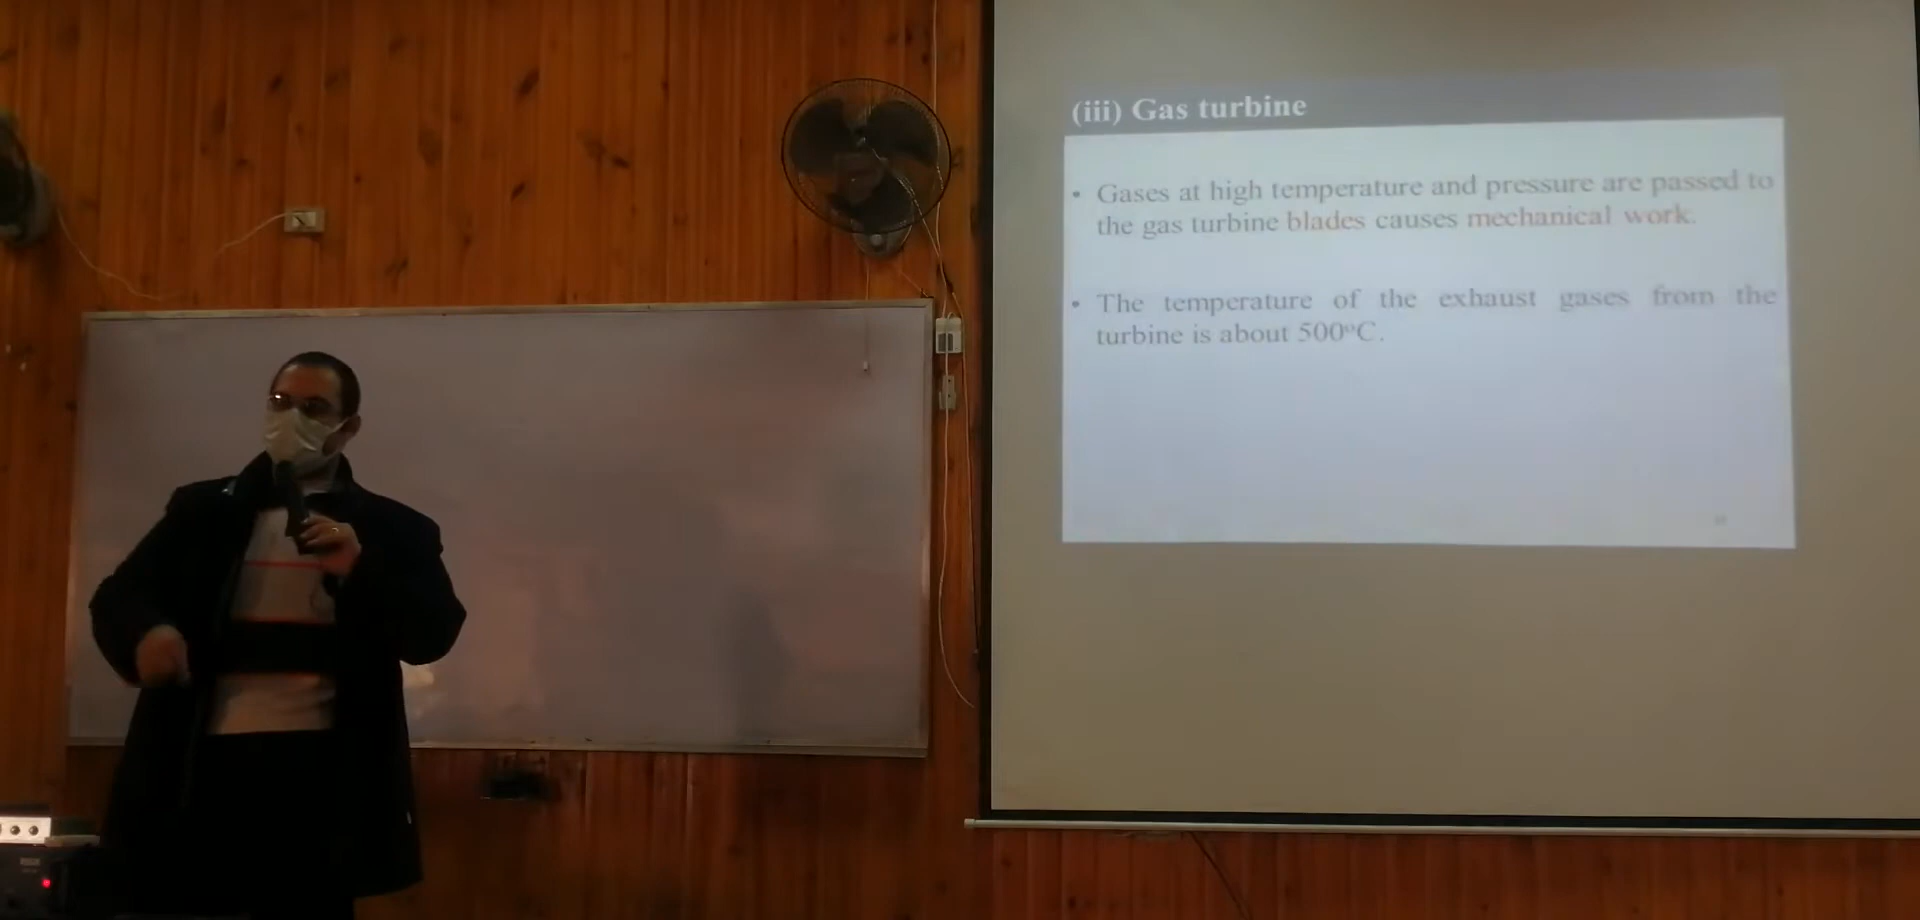 (iii) Gas turbine
• Gases at high temperature and pressure are passed to
the gas turbine blades causes mechanical work.
• The temperature of the exhaust gases from the
turbine is about 500°C.